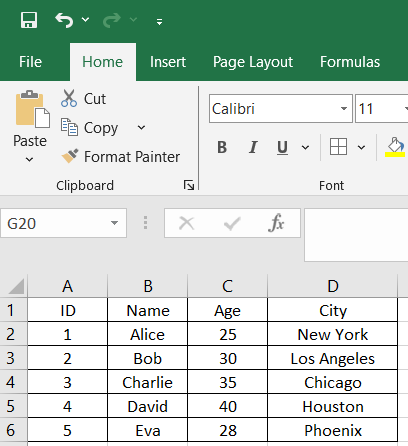 File Home Insert Page Layout Formulas
Cut
Copy
Format Painter
Paste
Clipboard
Calibri 11
B I U
Font
G20 fx
A B C D
1 ID Name Age City
2 1 Alice 25 New York
3 2 Bob 30 Los Angeles
4 3 Charlie 35 Chicago
5 4 David 40 Houston
6 5 Eva 28 Phoenix